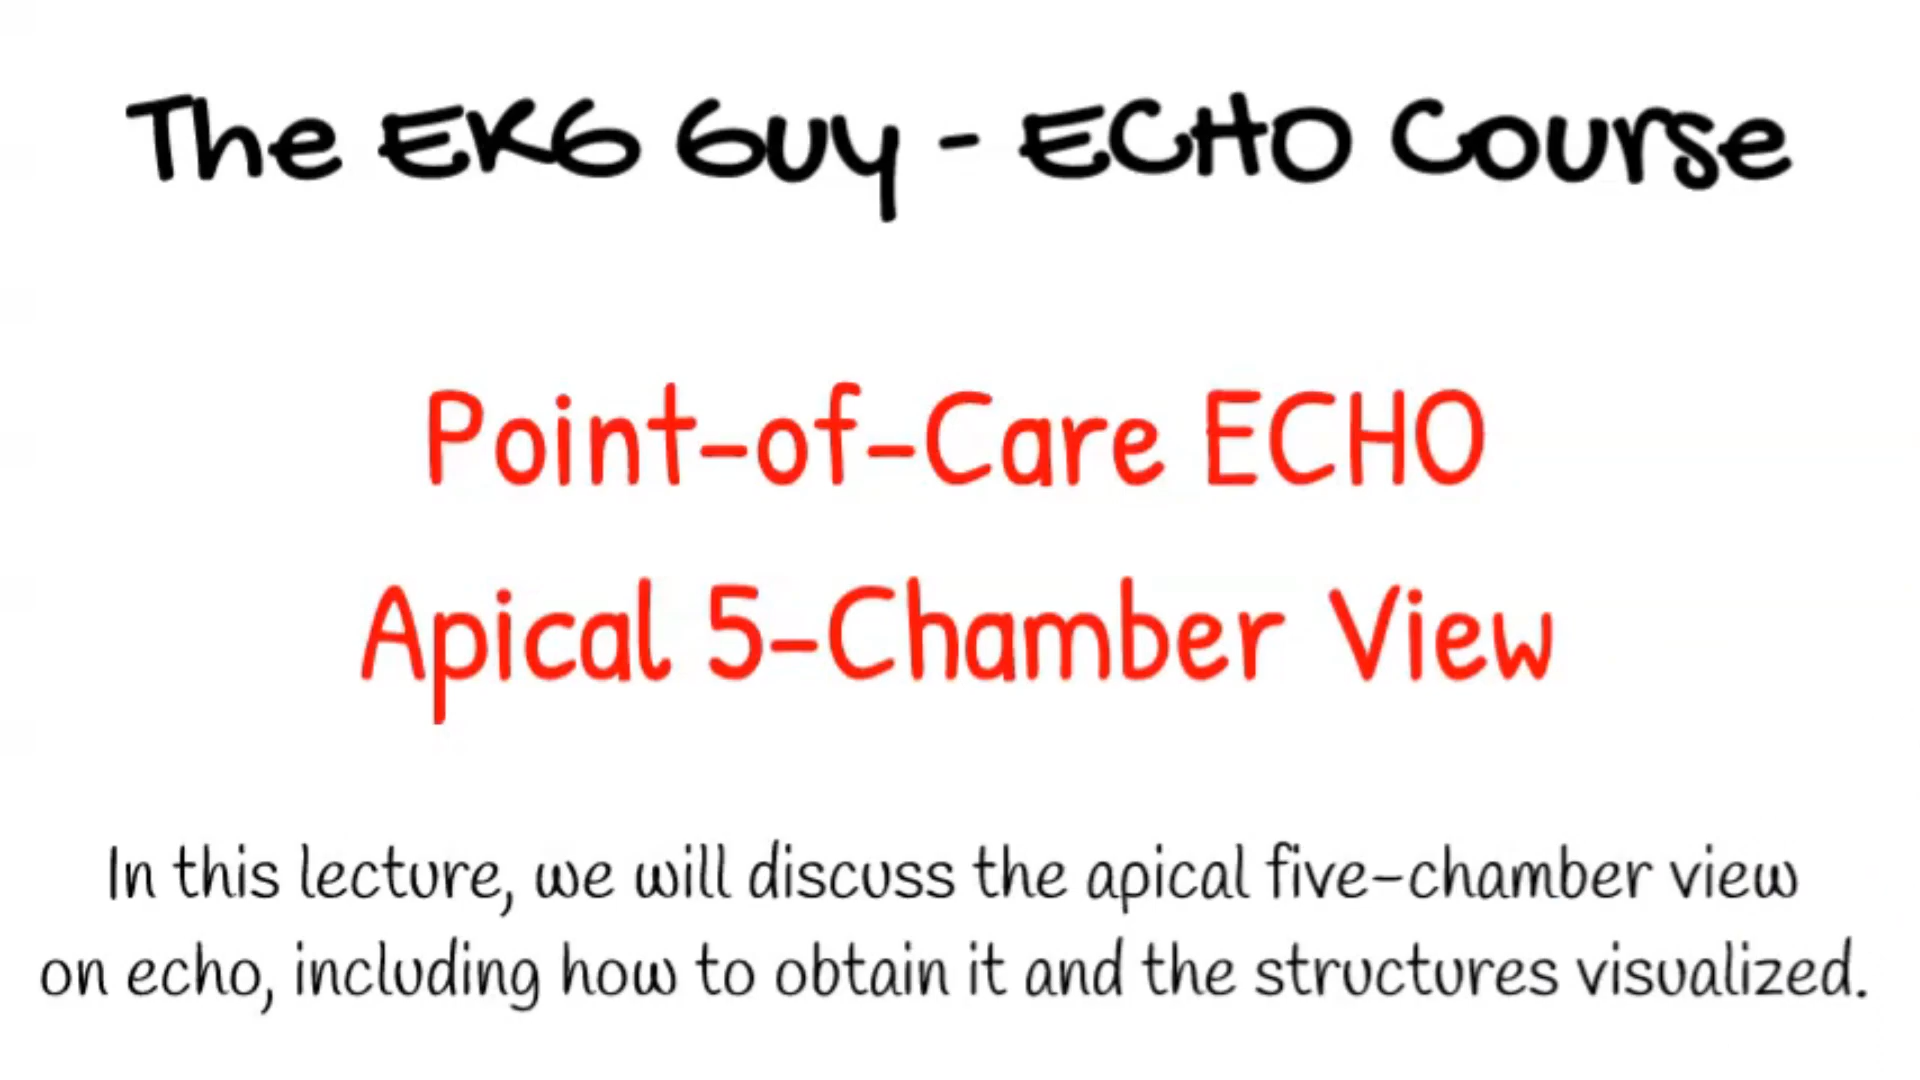 The EKG Guy - ECHO Course
Point-of-Care ECHO
Apical 5-Chamber View
In this lecture, we will discuss the apical five-chamber view
on echo, including how to obtain it and the structures visualized.